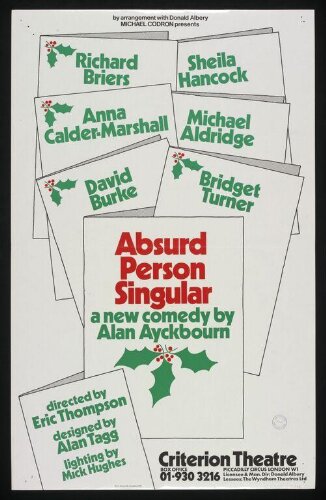 by arrangement with Donald Albery
MICHAEL CODRON presents
Richard
Briers
Sheila
Hancock
Anna
Calder-Marshall
Michael
Aldridge
David
Burke
Bridget
Turner
Absurd
Person
Singular
a new comedy by
Alan Ayckbourn
directed by
Eric Thompson
designed by
Alan Tagg
lighting by
Mick Hughes
Criterion Theatre
BOX OFFICE
01-930 3216
PICCADILLY CIRCUS LONDON W1
Licensee & Man. Dir: Donald Albery
Lessees: The Wyndham Theatres Ltd